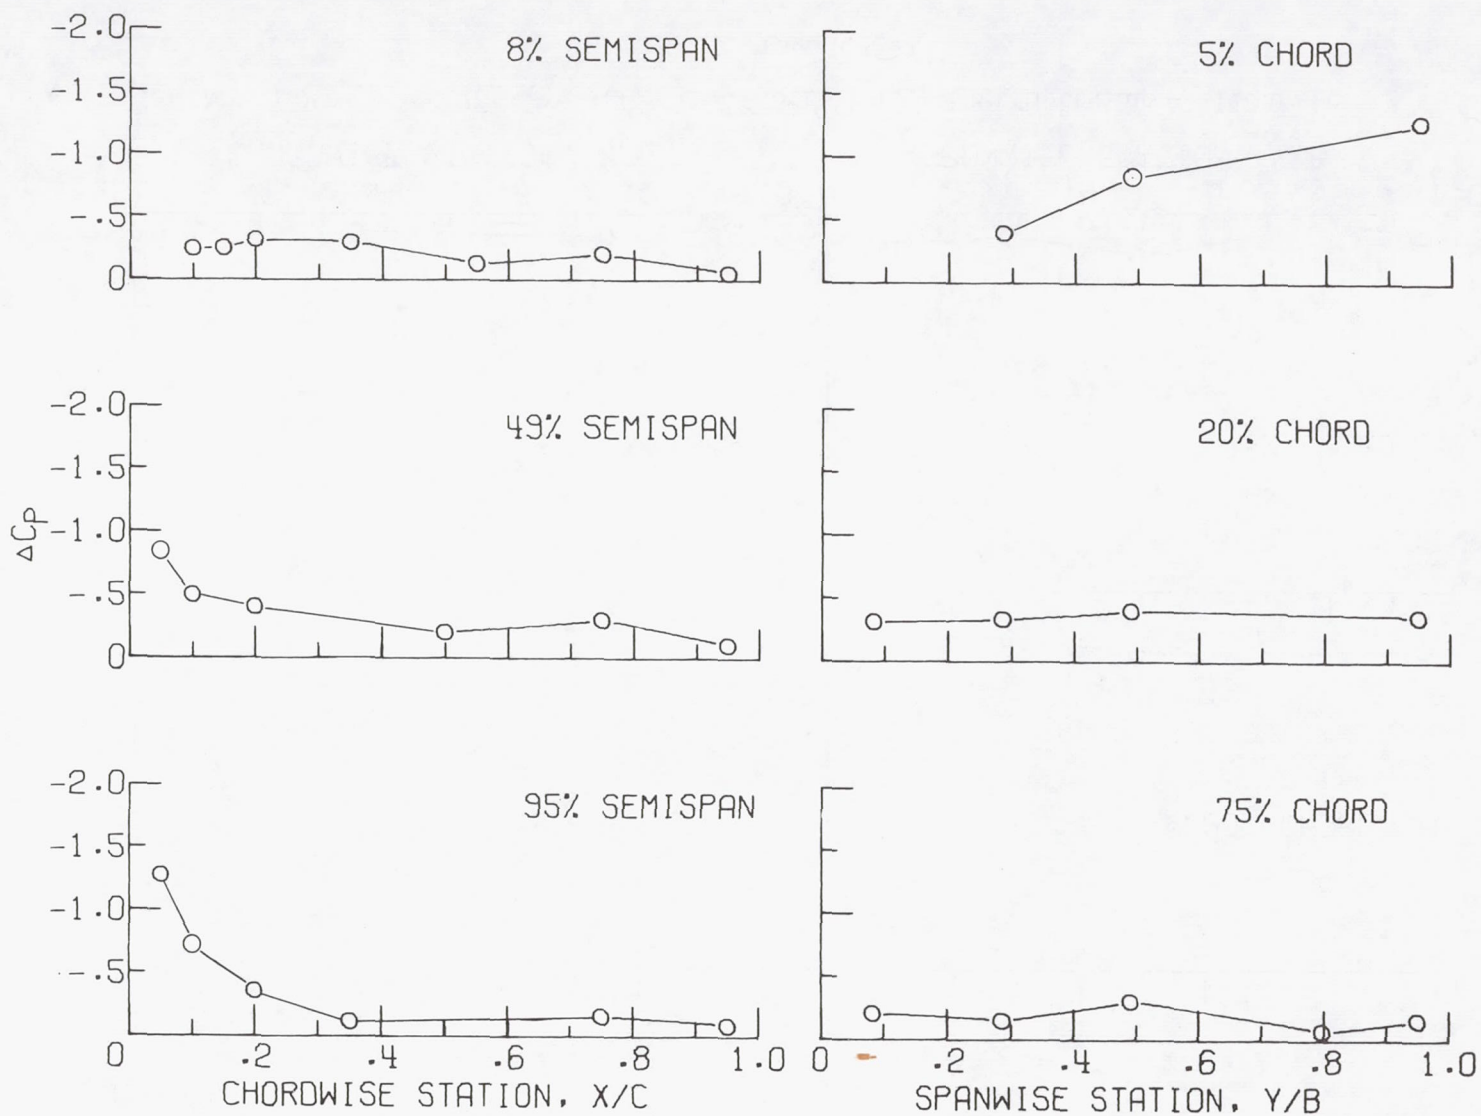 -2.0
8% SEMISPAN
5% CHORD
-1.5
-1.0
-.5
0
-2.0
49% SEMISPAN
20% CHORD
-1.5
ΔCp
-1.0
-.5
0
-2.0
95% SEMISPAN
75% CHORD
-1.5
-1.0
-.5
0 .2 .4 .6 .8 1.0
0 .2 .4 .6 .8 1.0
CHORDWISE STATION, X/C
SPANWISE STATION, Y/B